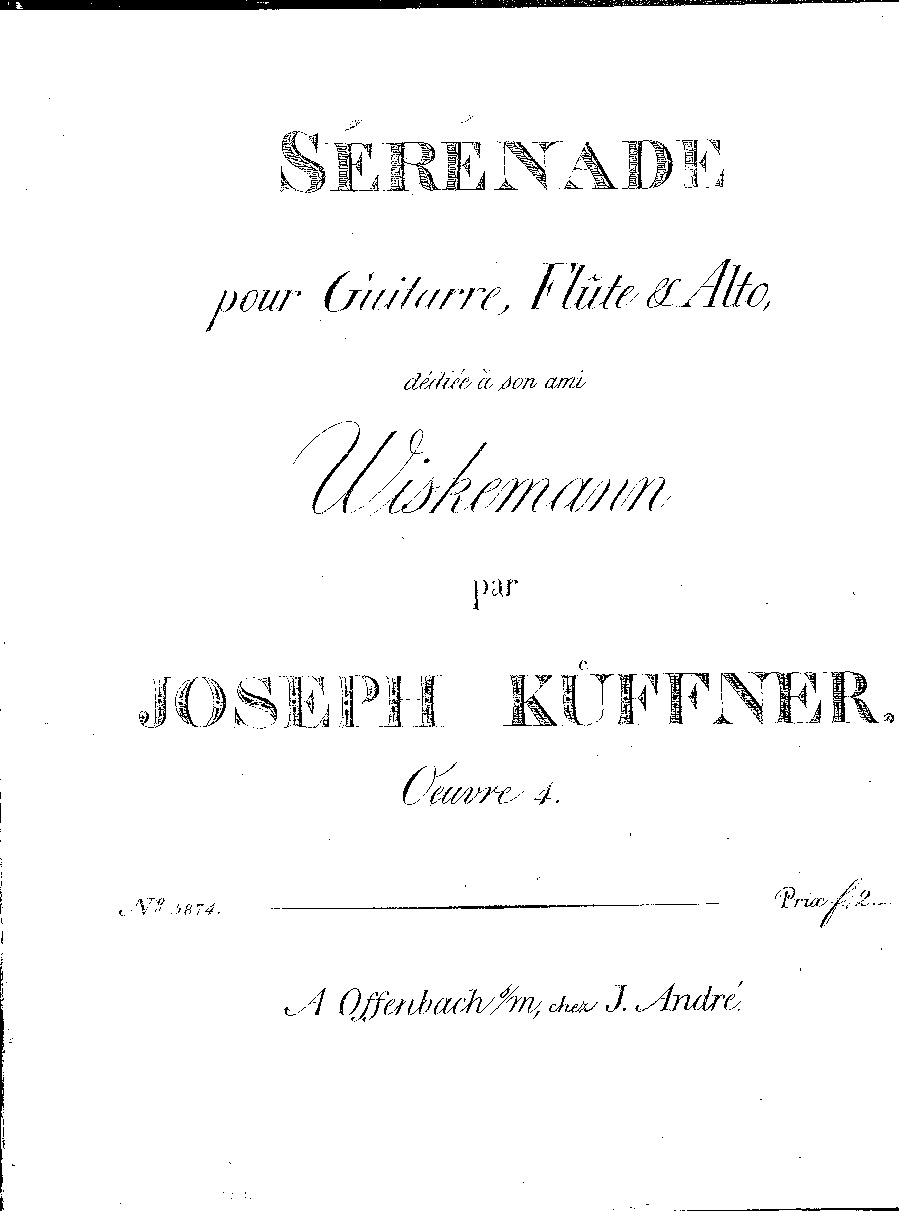 SÉRÉNADE
pour Guitarre, Flûte & Alto,
dédiée à son ami
Wiskemann
par
JOSEPH KÜFFNER.
Oeuvre 4.
Nº 3874. Prix f. 2.
A Offenbach s/m, chez J. André.